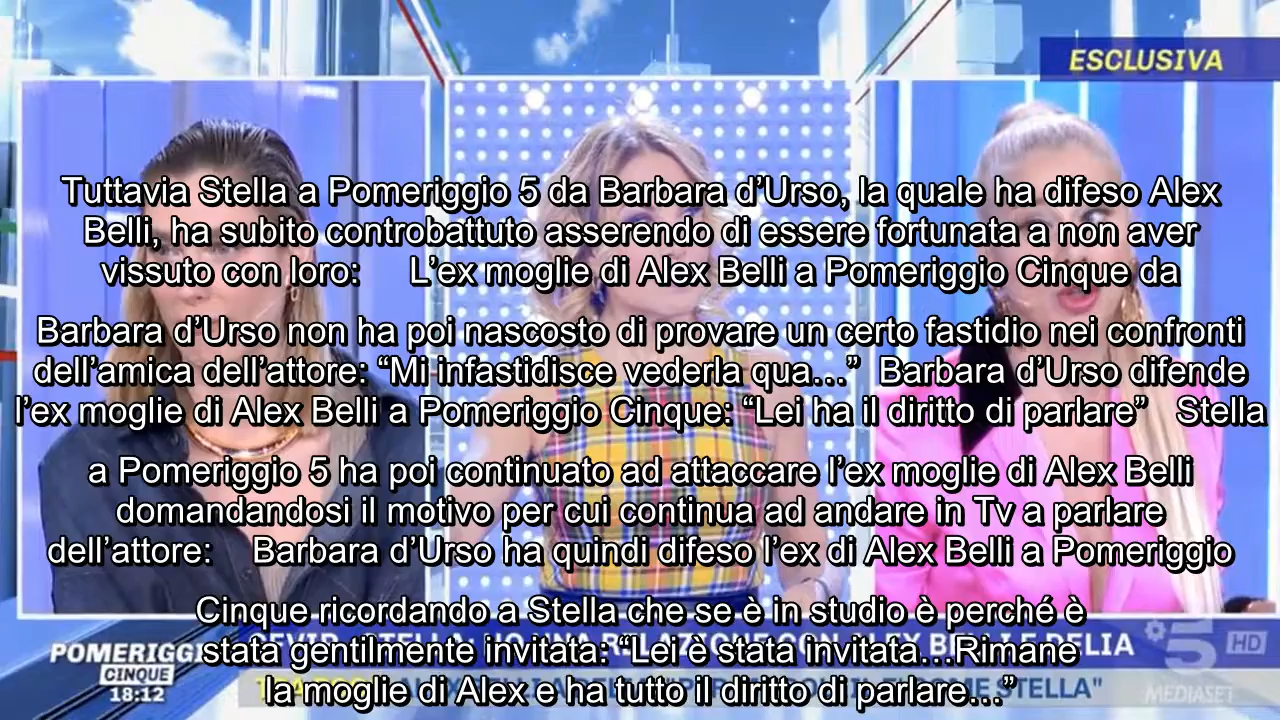 ESCLUSIVA
Tuttavia Stella a Pomeriggio 5 da Barbara d’Urso, la quale ha difeso Alex
Belli, ha subito controbattuto asserendo di essere fortunata a non aver
vissuto con loro: L’ex moglie di Alex Belli a Pomeriggio Cinque da
Barbara d’Urso non ha poi nascosto di provare un certo fastidio nei confronti
dell’amica dell’attore: “Mi infastidisce vederla qua…” Barbara d’Urso difende
l’ex moglie di Alex Belli a Pomeriggio Cinque: “Lei ha il diritto di parlare” Stella
a Pomeriggio 5 ha poi continuato ad attaccare l’ex moglie di Alex Belli
domandandosi il motivo per cui continua ad andare in Tv a parlare
dell’attore: Barbara d’Urso ha quindi difeso l’ex di Alex Belli a Pomeriggio
Cinque ricordando a Stella che se è in studio è perché è
stata gentilmente invitata: “Lei è stata invitata…Rimane
la moglie di Alex e ha tutto il diritto di parlare…”
DELIA
STELLA"
POMERIGGI
CINQUE
18:12
5 HD
MEDIASET